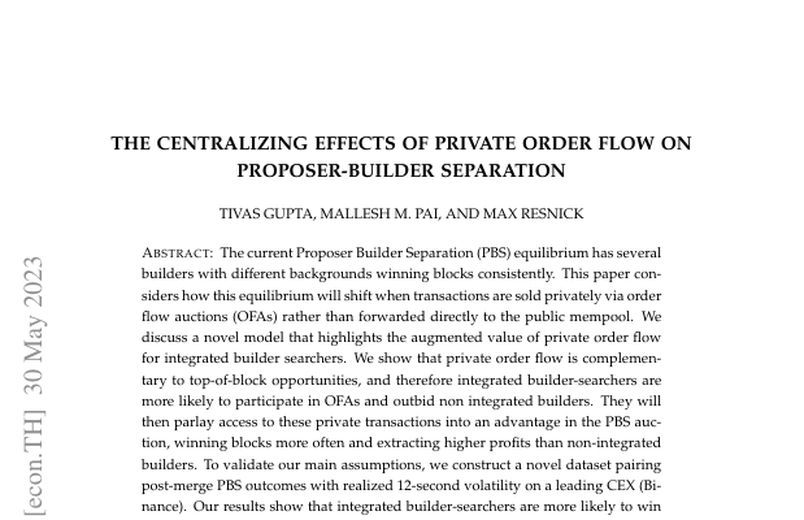 THE CENTRALIZING EFFECTS OF PRIVATE ORDER FLOW ON
PROPOSER-BUILDER SEPARATION
TIVAS GUPTA, MALLESH M. PAI, AND MAX RESNICK
ABSTRACT: The current Proposer Builder Separation (PBS) equilibrium has several
builders with different backgrounds winning blocks consistently. This paper con-
siders how this equilibrium will shift when transactions are sold privately via order
flow auctions (OFAs) rather than forwarded directly to the public mempool. We
discuss a novel model that highlights the augmented value of private order flow
for integrated builder searchers. We show that private order flow is complemen-
tary to top-of-block opportunities, and therefore integrated builder-searchers are
more likely to participate in OFAs and outbid non integrated builders. They will
then parlay access to these private transactions into an advantage in the PBS auc-
tion, winning blocks more often and extracting higher profits than non-integrated
builders. To validate our main assumptions, we construct a novel dataset pairing
post-merge PBS outcomes with realized 12-second volatility on a leading CEX (Bi-
nance). Our results show that integrated builder-searchers are more likely to win
[econ.TH] 30 May 2023